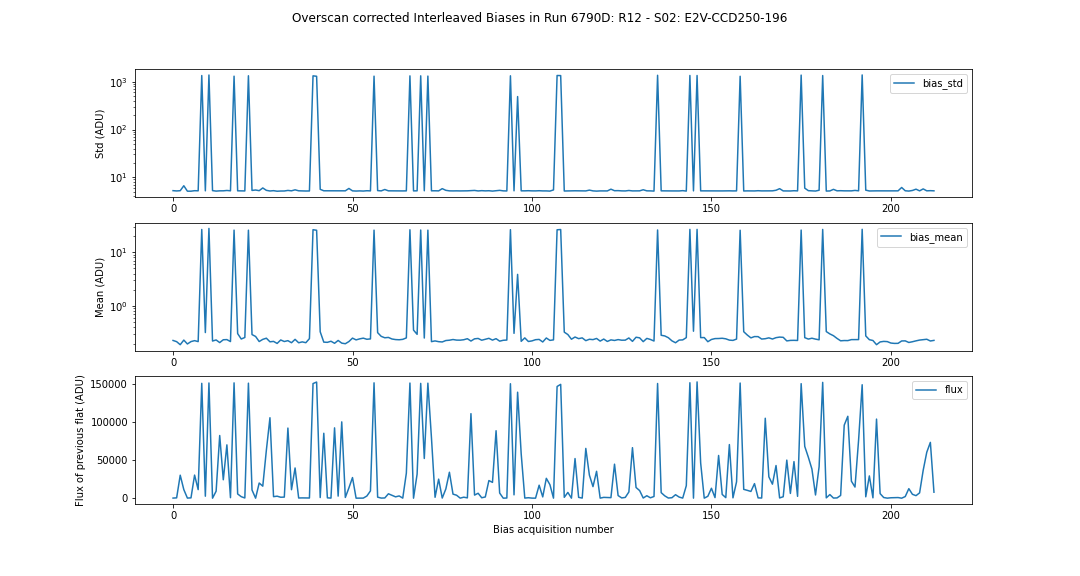 Overscan corrected Interleaved Biases in Run 6790D: R12 - S02: E2V-CCD250-196
10³
10²
10¹
Std (ADU)
bias_std
0 50 100 150 200
10¹
10⁰
Mean (ADU)
bias_mean
0 50 100 150 200
150000
100000
50000
0
Flux of previous flat (ADU)
flux
0 50 100 150 200
Bias acquisition number